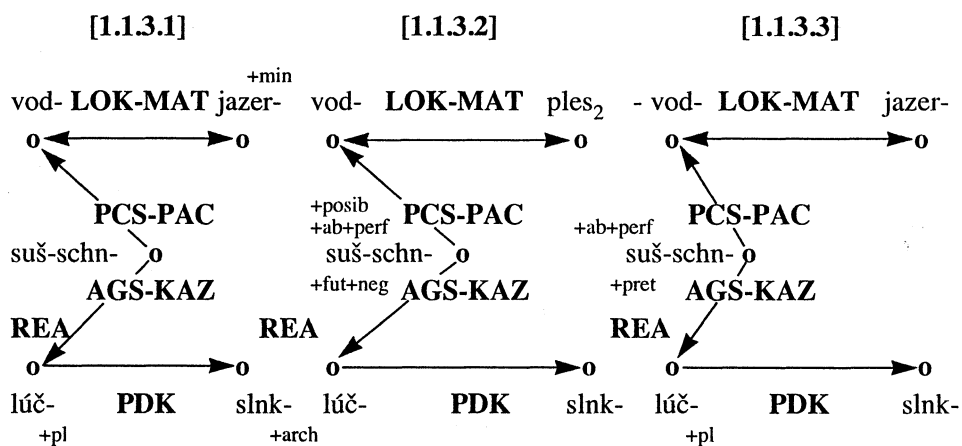 [1.1.3.1] [1.1.3.2] [1.1.3.3]
+min
vod- LOK-MAT jazer- vod- LOK-MAT ples2 - vod- LOK-MAT jazer-
o o o o o o
PCS-PAC +posib PCS-PAC PCS-PAC
+ab+perf +ab+perf
suš-schn- o suš-schn- o suš-schn- o
AGS-KAZ +fut+neg AGS-KAZ +pret AGS-KAZ
REA REA REA
o o o o o o
lúč- PDK slnk- lúč- PDK slnk- lúč- PDK slnk-
+pl +arch +pl